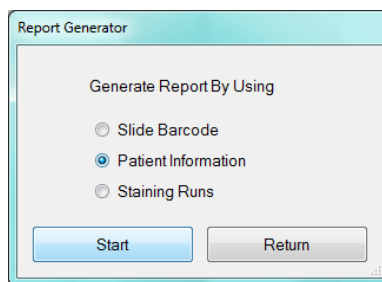 Report Generator
Generate Report By Using
Slide Barcode
Patient Information
Staining Runs
Start Return